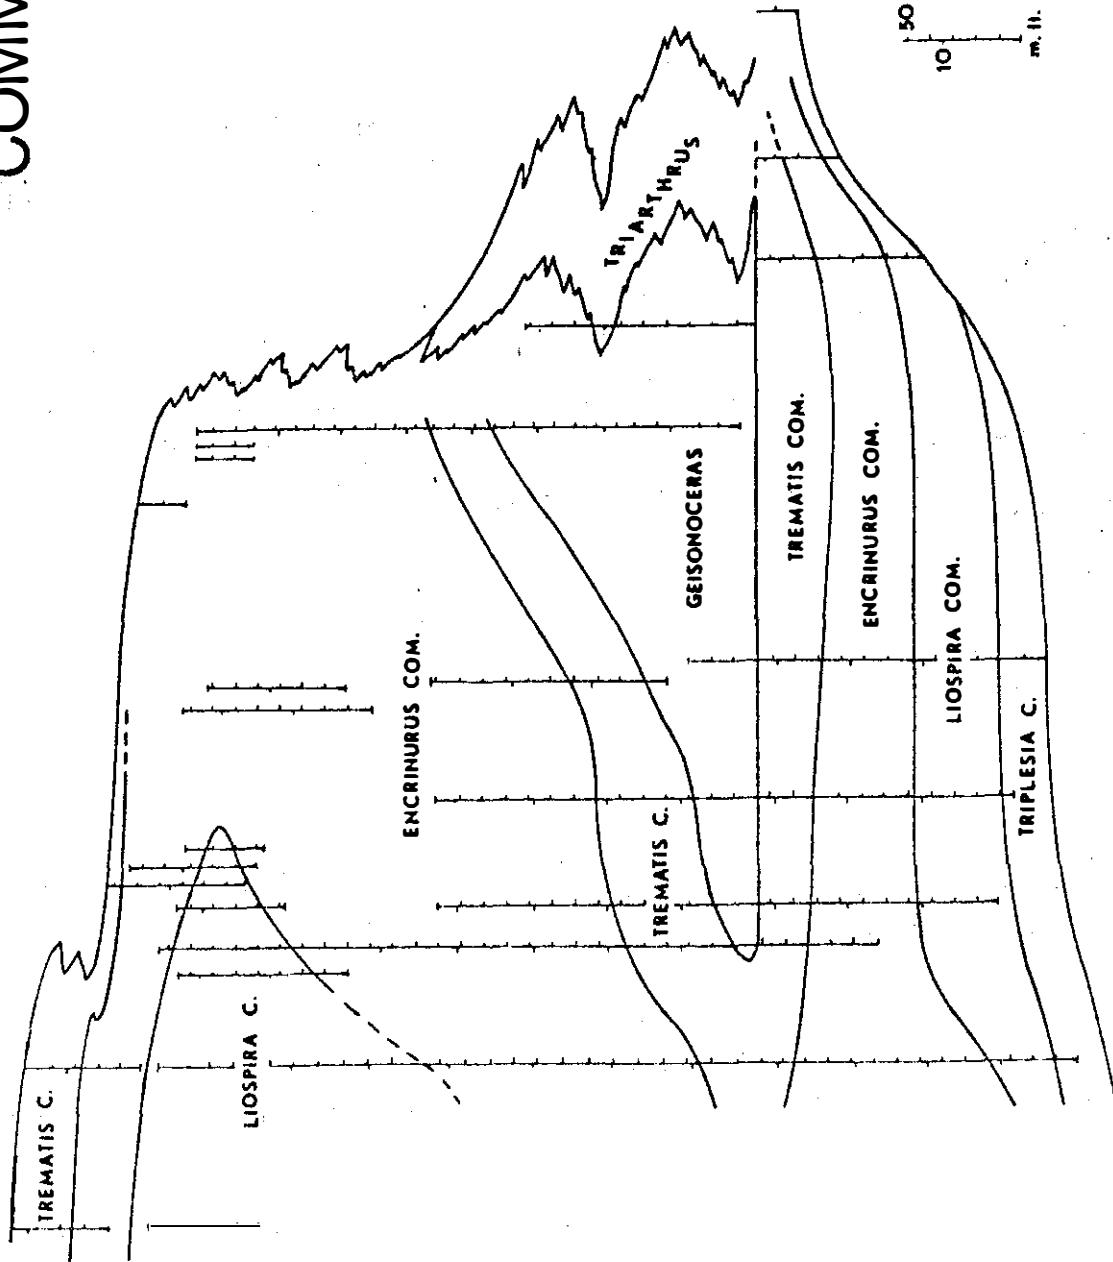 COMM
TREMATIS C.
LIOSPIRA C.
ENCRINURUS COM.
TREMATIS C.
GEISONOCERAS
TRIARTHRUS
TREMATIS COM.
ENCRINURUS COM.
LIOSPIRA COM.
TRIPLESIA C.
50
10
m. ft.